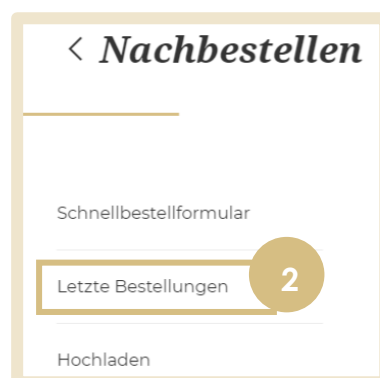 < Nachbestellen
Schnellbestellformular
Letzte Bestellungen
2
Hochladen